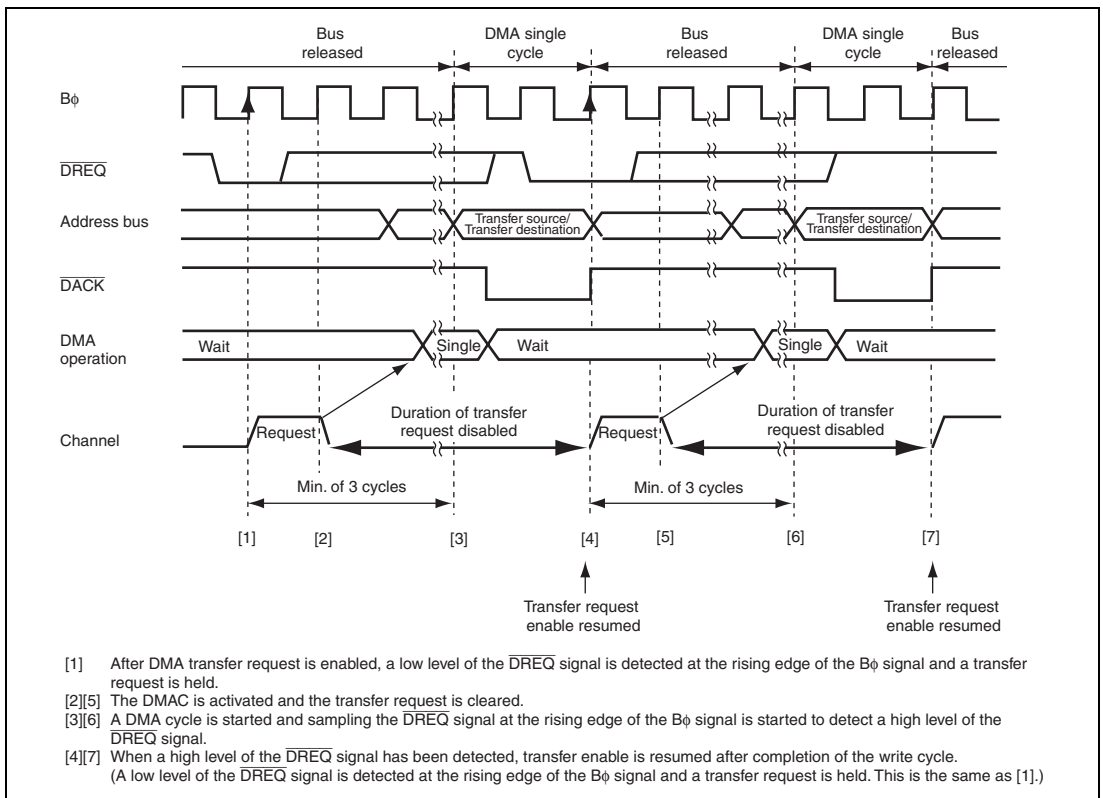 Bus released
DMA single cycle
Bus released
DMA single cycle
Bus released
Bφ
DREQ
Address bus
Transfer source/
Transfer destination
Transfer source/
Transfer destination
DACK
DMA operation
Wait
Single
Wait
Single
Wait
Channel
Request
Duration of transfer
request disabled
Request
Duration of transfer
request disabled
Min. of 3 cycles
Min. of 3 cycles
[1] [2] [3] [4] [5] [6] [7]
Transfer request
enable resumed
Transfer request
enable resumed
[1] After DMA transfer request is enabled, a low level of the DREQ signal is detected at the rising edge of the Bφ signal and a transfer
request is held.
[2][5] The DMAC is activated and the transfer request is cleared.
[3][6] A DMA cycle is started and sampling the DREQ signal at the rising edge of the Bφ signal is started to detect a high level of the
DREQ signal.
[4][7] When a high level of the DREQ signal has been detected, transfer enable is resumed after completion of the write cycle.
(A low level of the DREQ signal is detected at the rising edge of the Bφ signal and a transfer request is held. This is the same as [1].)